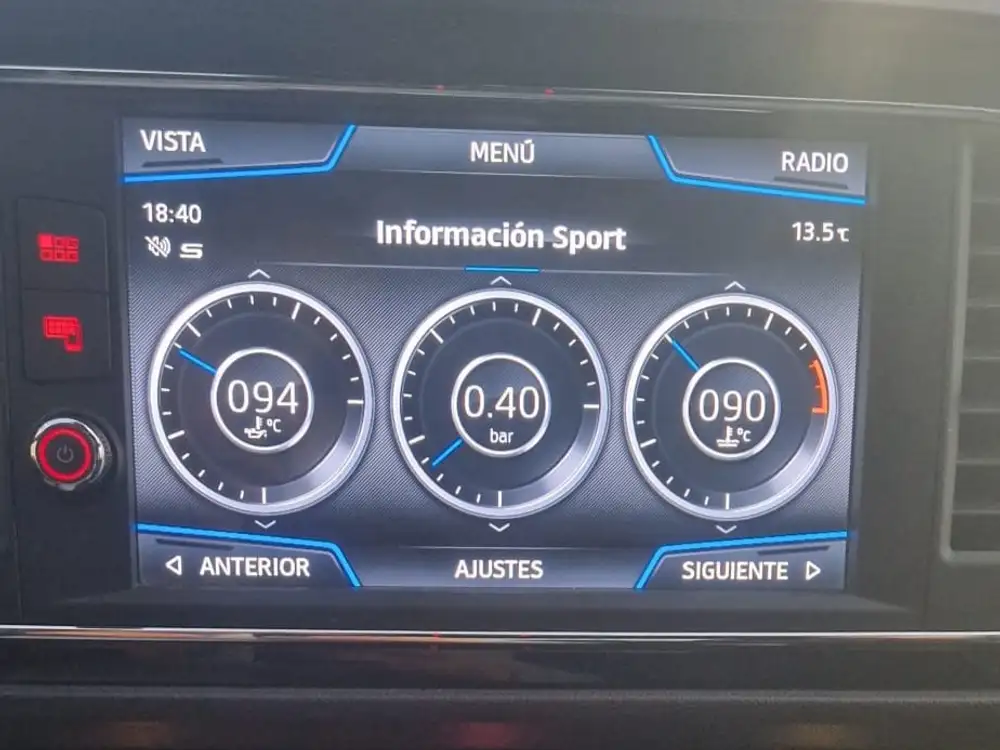 VISTA
MENÚ
RADIO
18:40
Información Sport
13.5℃
S
094
°C
0.40
bar
090
°C
ANTERIOR
AJUSTES
SIGUIENTE